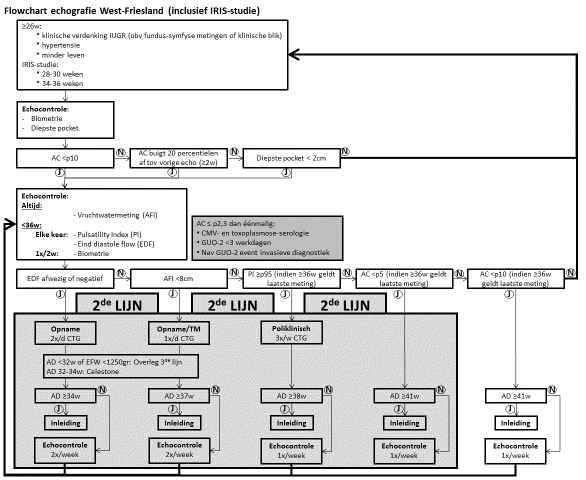 Flowchart echografie West-Friesland (inclusief IRIS-studie)
≥26w:
* klinische verdenking IUGR (obv fundus-symfyse metingen of klinische blik)
* hypertensie
* minder leven
IRIS-studie:
* 28-30 weken
* 34-36 weken
Echocontrole:
- Biometrie
- Diepste pocket
AC <p10
N
AC buigt 20 percentielen
af tov vorige echo (≥2w)
N
Diepste pocket < 2cm
N
J
J
J
Echocontrole:
Altijd:
- Vruchtwatermeting (AFI)
<36w:
Elke keer: - Pulsatility Index (PI)
- Eind diastole flow (EDF)
1x/2w: - Biometrie
AC ≤ p2,3 dan éénmalig:
• CMV- en toxoplasmose-serologie
• GUO-2 <3 werkdagen
• Nav GUO-2 event invasieve diagnostiek
EDF afwezig of negatief
N
AFI <8cm
N
PI ≥p95 (indien ≥36w geldt
laatste meting)
N
AC <p5 (indien ≥36w geldt
laatste meting)
N
AC <p10 (indien ≥36w
geldt laatste meting)
N
J
J
J
J
J
2de LIJN
2de LIJN
2de LIJN
Opname
2x/d CTG
Opname/TM
1x/d CTG
Poliklinisch
3x/w CTG
AD <32w of EFW <1250gr: Overleg 3de lijn
AD 32-34w: Celestone
AD ≥34w
N
AD ≥37w
N
AD ≥38w
N
AD ≥41w
N
AD ≥41w
N
J
J
J
J
J
Inleiding
Inleiding
Inleiding
Inleiding
Inleiding
Echocontrole
2x/week
Echocontrole
2x/week
Echocontrole
1x/week
Echocontrole
1x/week
Echocontrole
1x/week